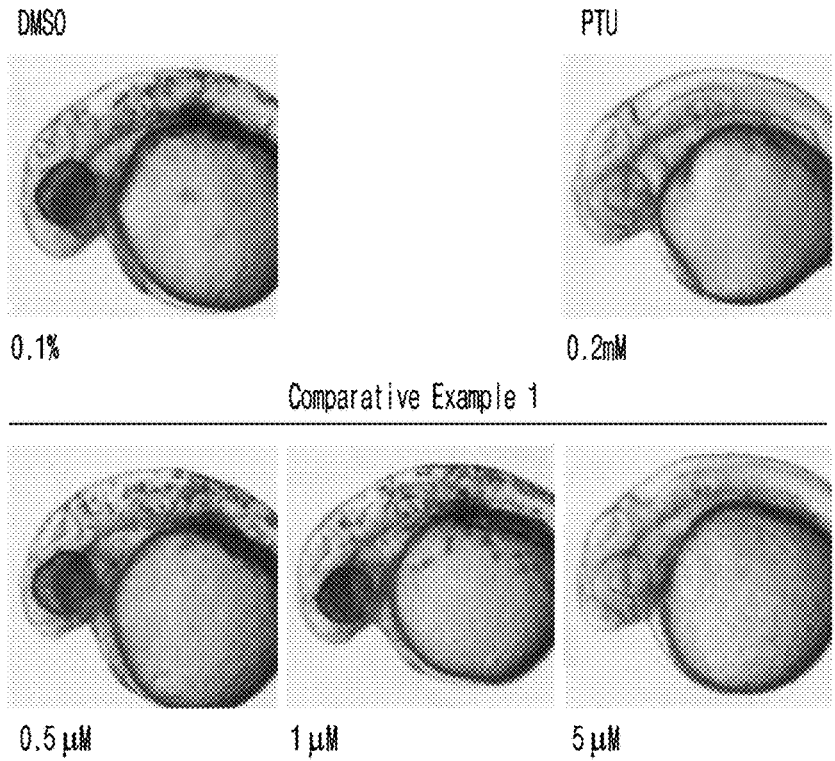 DMSO
PTU
0.1%
0.2mM
Comparative Example 1
0.5 μM
1 μM
5 μM